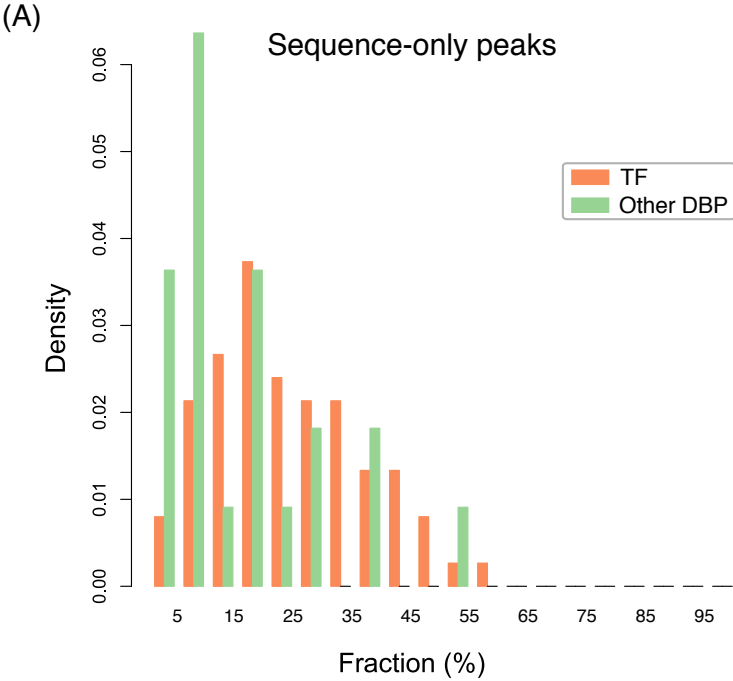 (A)
Sequence-only peaks
0.06
0.05
0.04
0.03
0.02
0.01
0.00
Density
TF
Other DBP
5 15 25 35 45 55 65 75 85 95
Fraction (%)